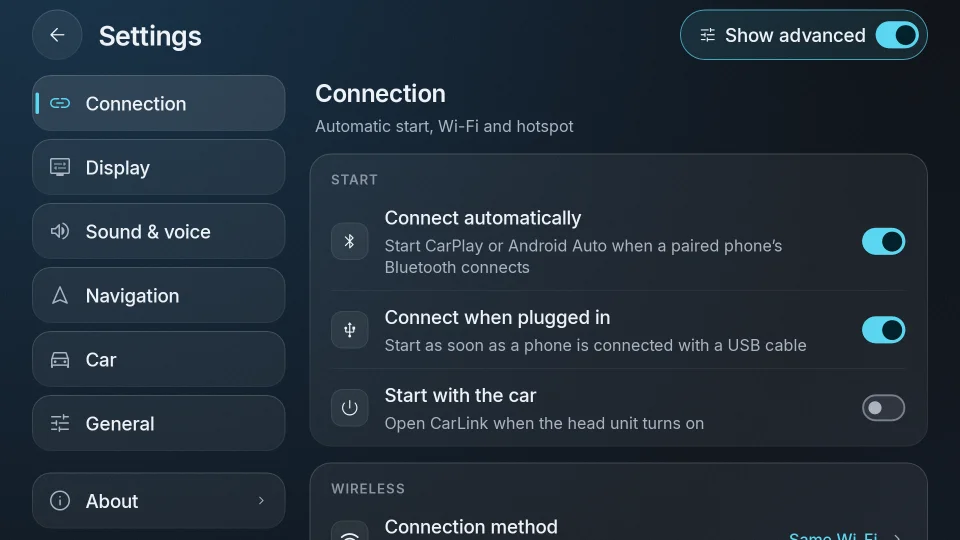 Settings
Show advanced
Connection
Display
Sound & voice
Navigation
Car
General
About
Connection
Automatic start, Wi-Fi and hotspot
START
Connect automatically
Start CarPlay or Android Auto when a paired phone's
Bluetooth connects
Connect when plugged in
Start as soon as a phone is connected with a USB cable
Start with the car
Open CarLink when the head unit turns on
WIRELESS
Connection method
Same Wi-Fi